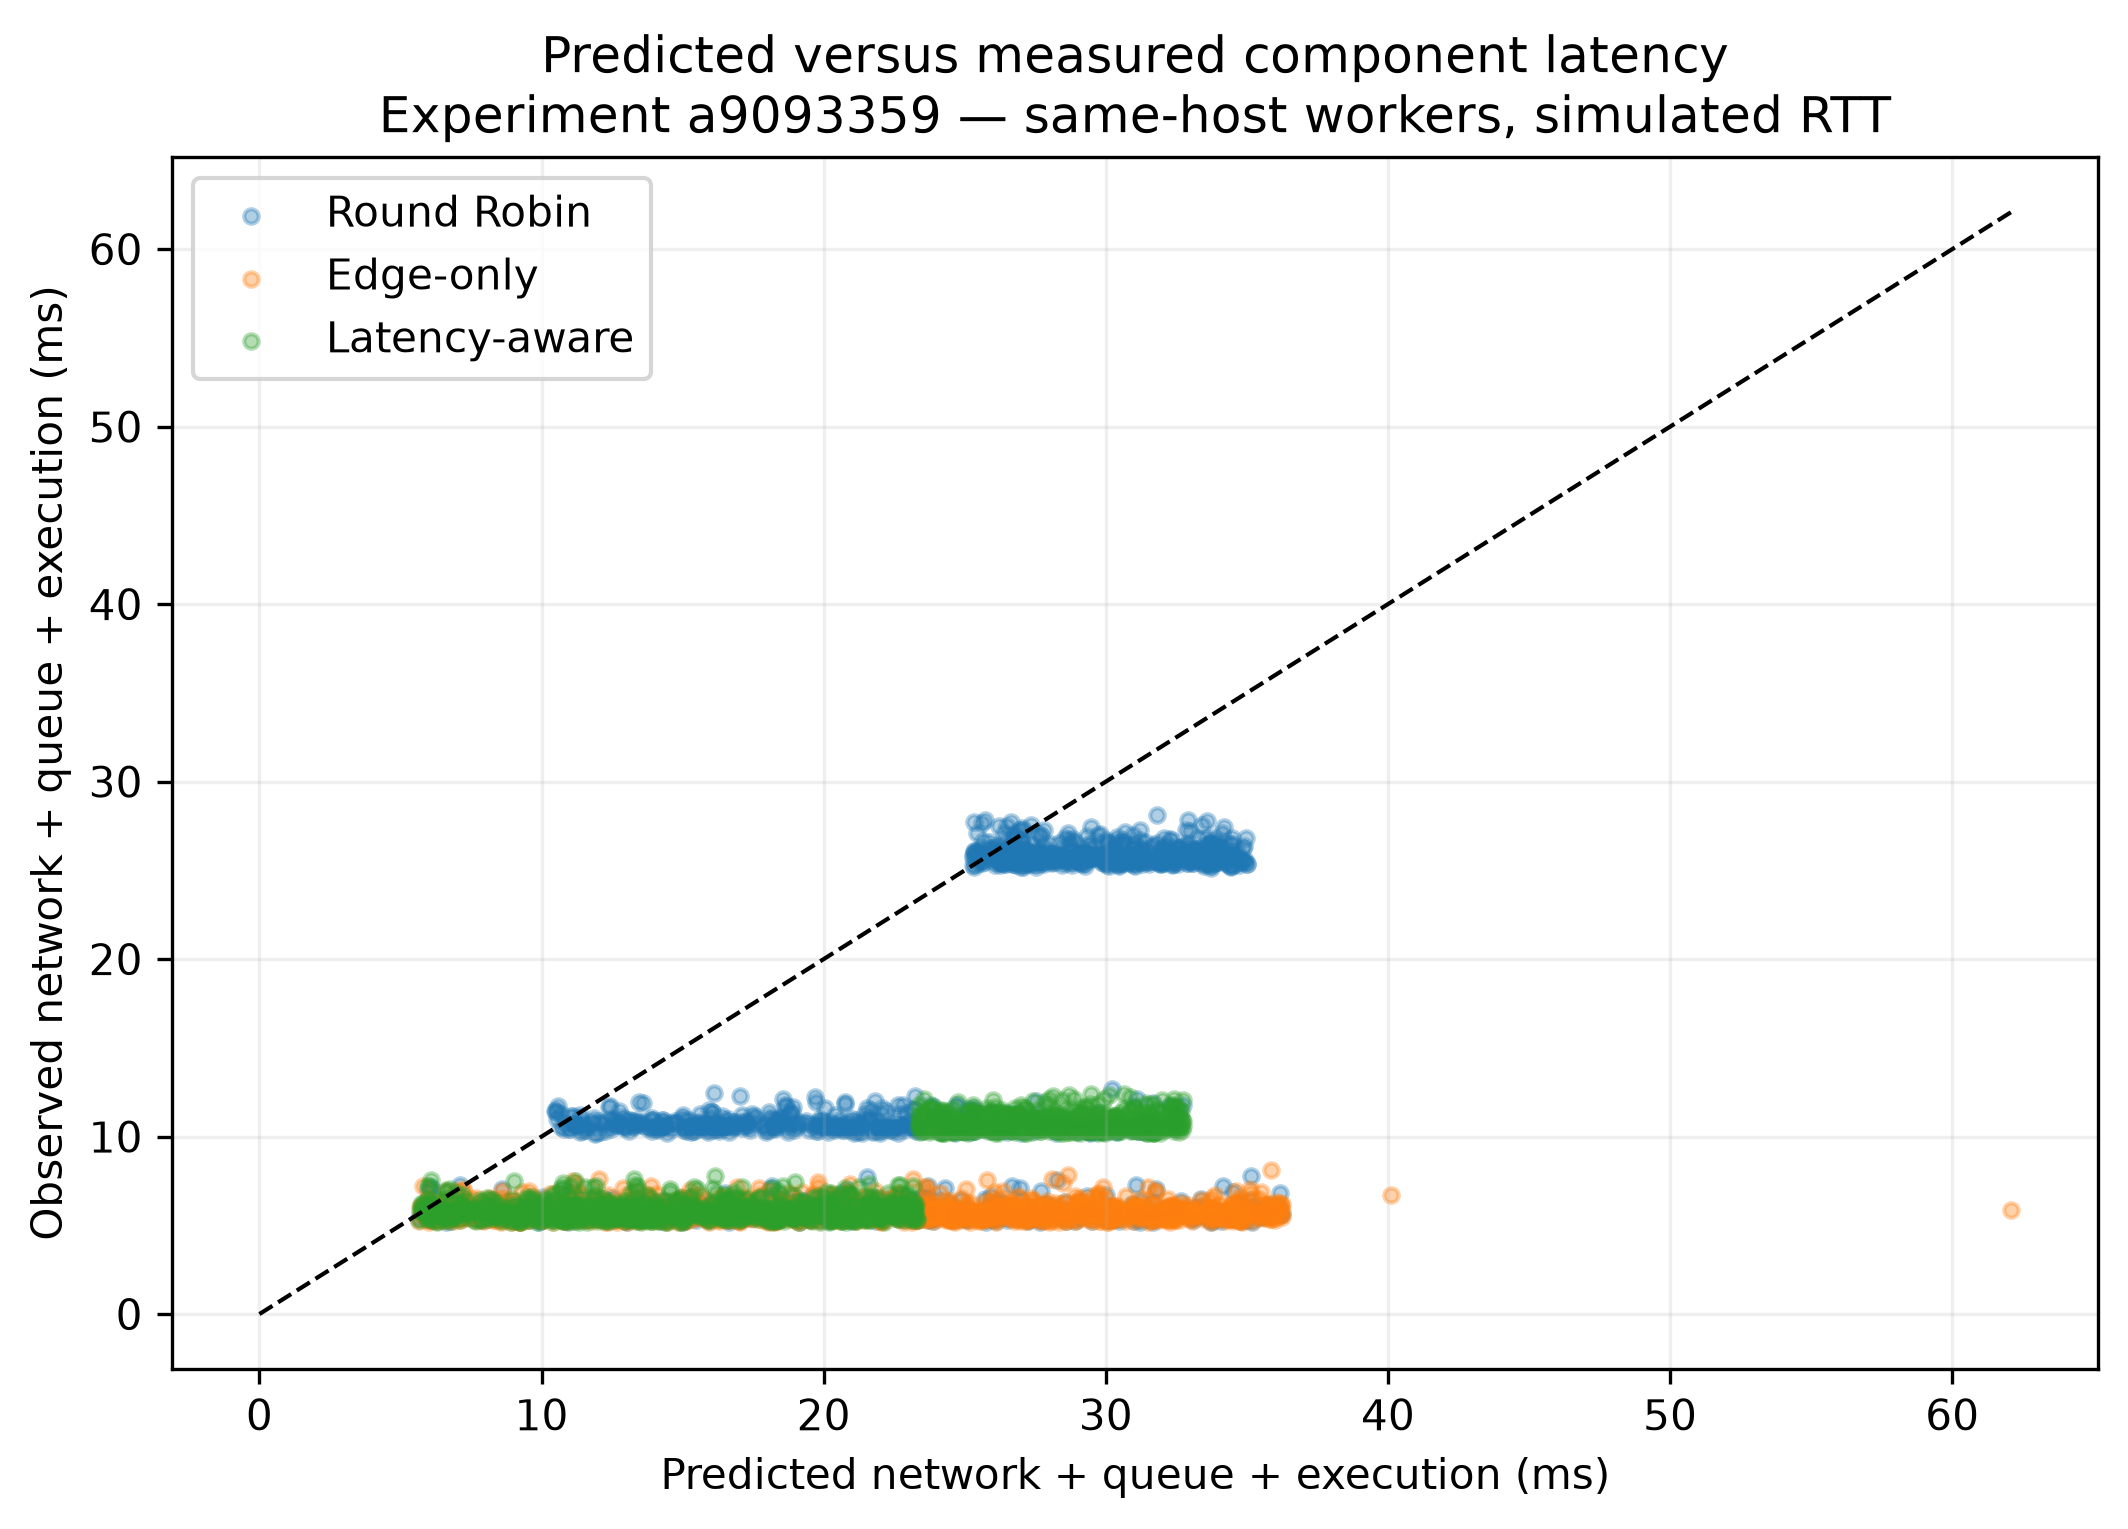 Predicted versus measured component latency
Experiment a9093359 — same-host workers, simulated RTT
Round Robin
Edge-only
Latency-aware
Observed network + queue + execution (ms)
60
50
40
30
20
10
0
0 10 20 30 40 50 60
Predicted network + queue + execution (ms)